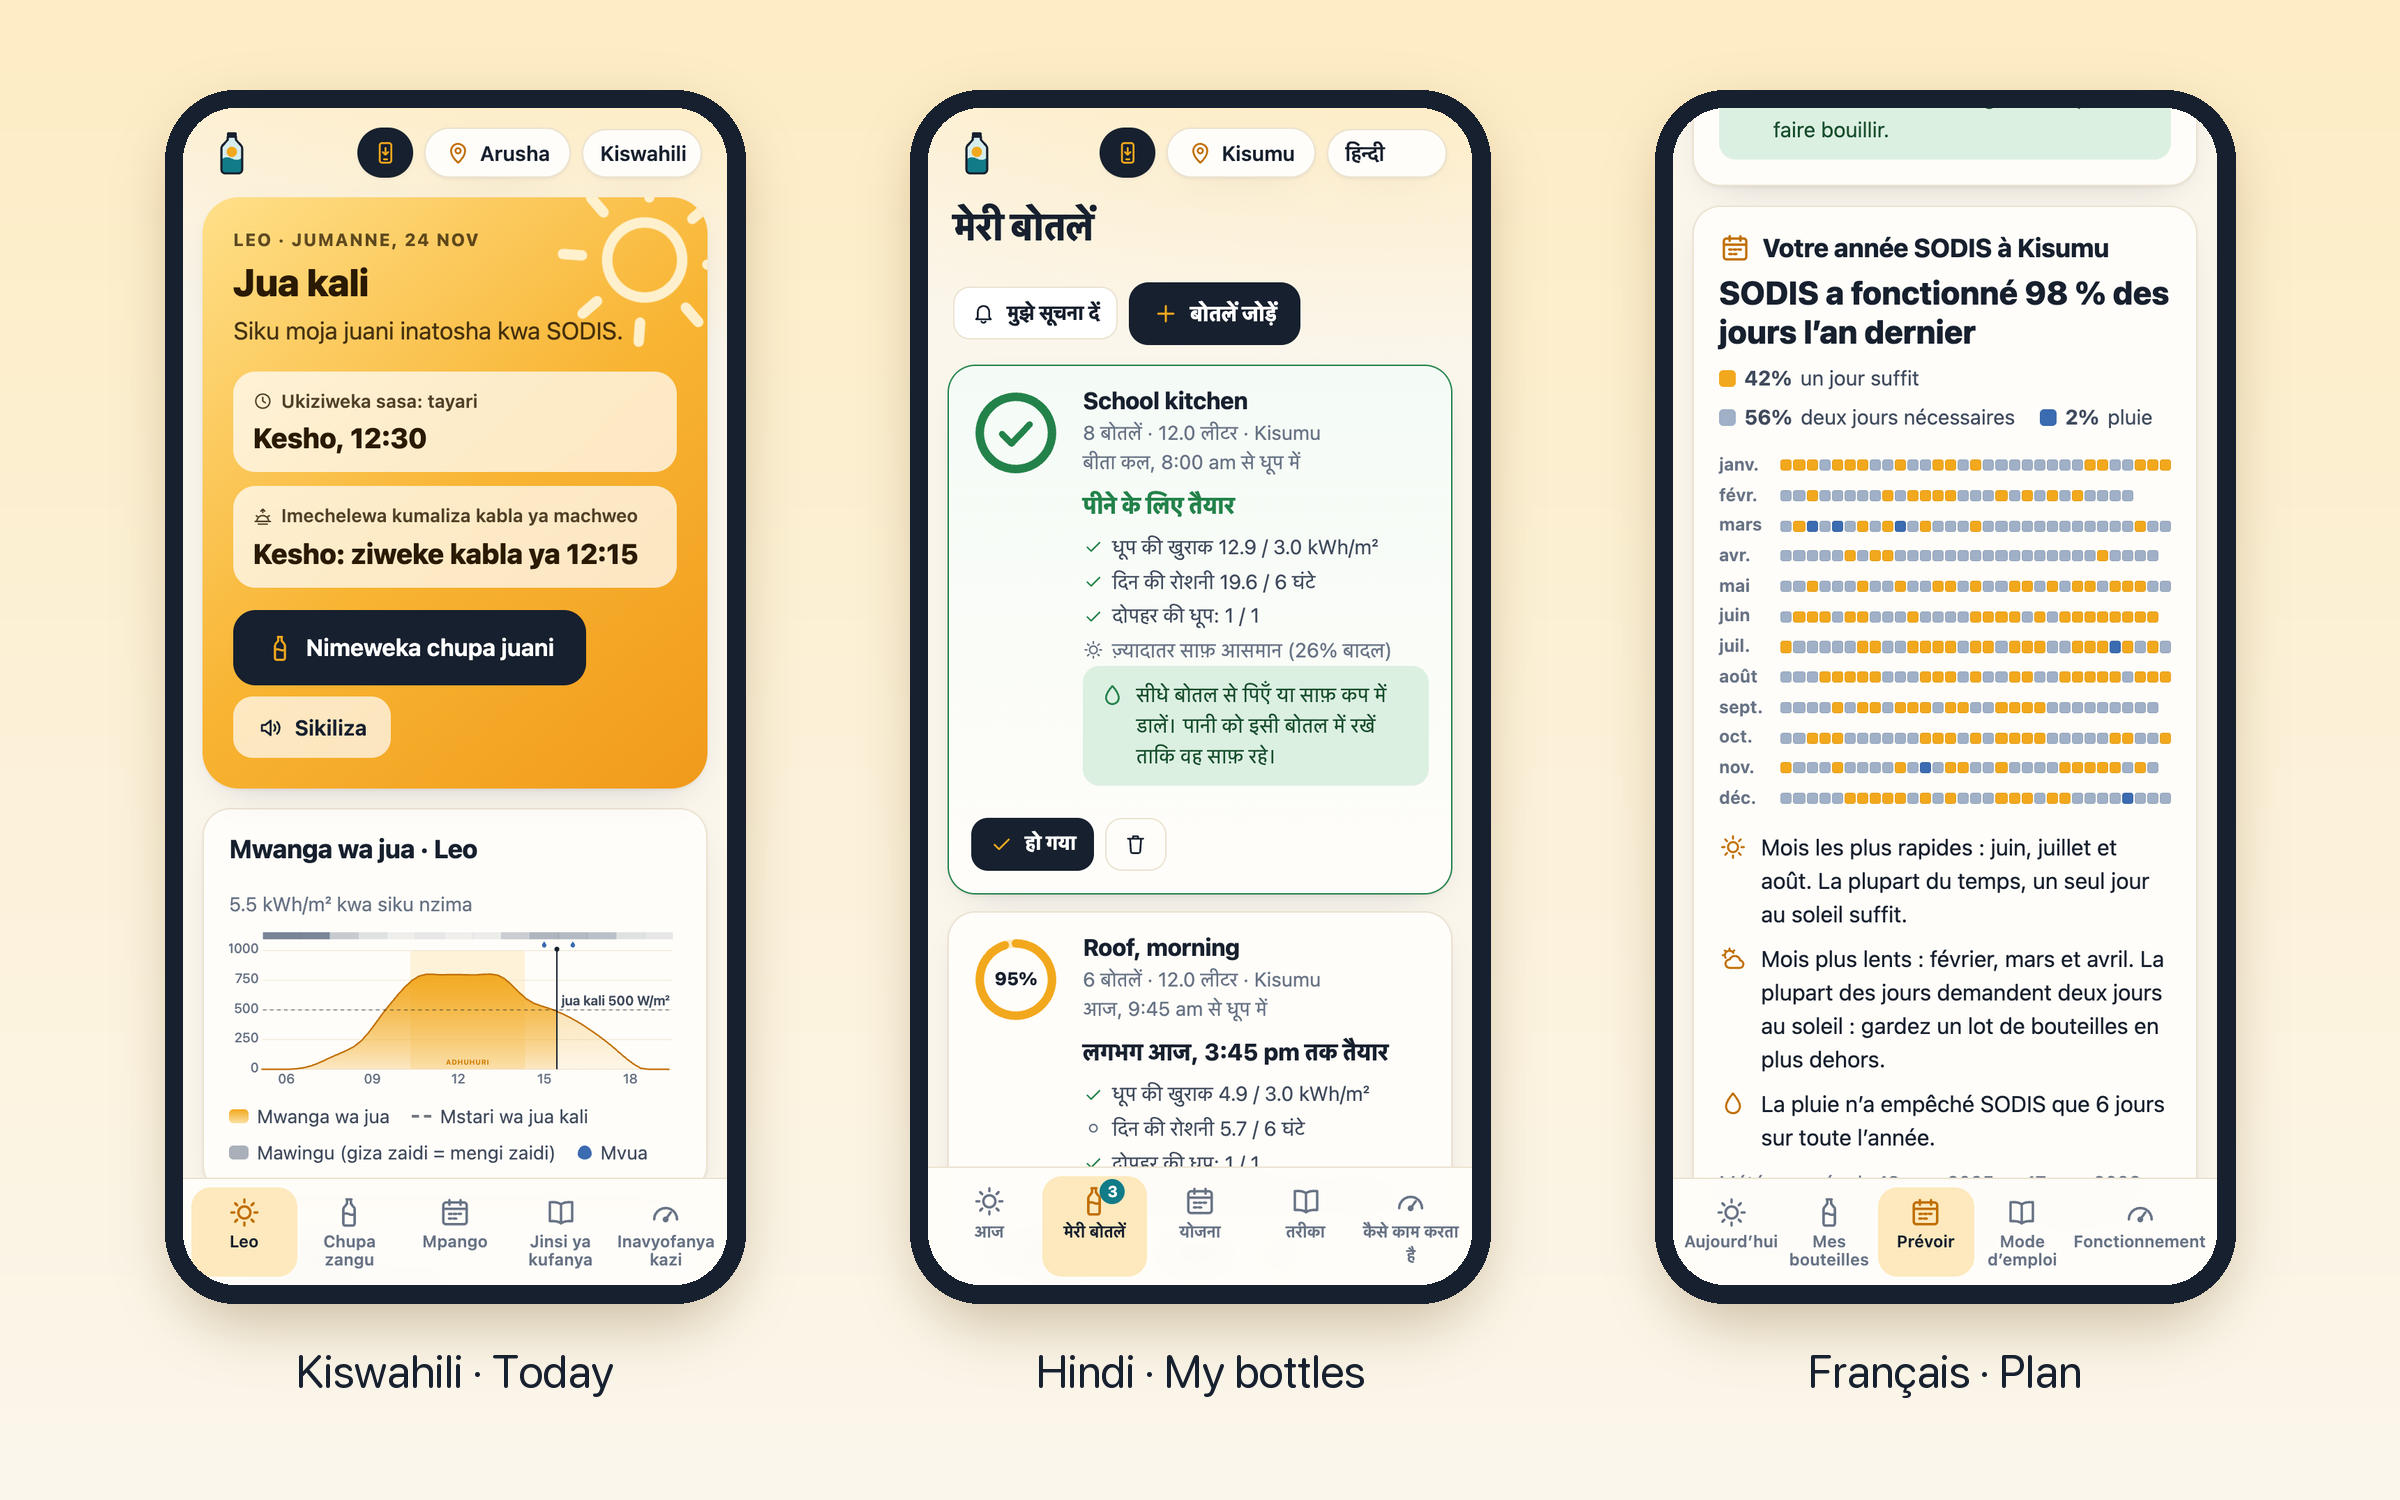 Arusha
Kiswahili
LEO · JUMANNE, 24 NOV
Jua kali
Siku moja juani inatosha kwa SODIS.
Ukiziweka sasa: tayari
Kesho, 12:30
Imechelewa kumaliza kabla ya machweo
Kesho: ziweke kabla ya 12:15
Nimeweka chupa juani
Sikiliza
Mwanga wa jua · Leo
5.5 kWh/m² kwa siku nzima
1000
750
500
250
0
jua kali 500 W/m²
ADHUHURI
06 09 12 15 18
Mwanga wa jua
Mstari wa jua kali
Mawingu (giza zaidi = mengi zaidi)
Mvua
Leo
Chupa zangu
Mpango
Jinsi ya kufanya
Inavyofanya kazi
Kiswahili · Today
Kisumu
हिन्दी
मेरी बोतलें
मुझे सूचना दें
बोतलें जोड़ें
School kitchen
8 बोतलें · 12.0 लीटर · Kisumu
बीता कल, 8:00 am से धूप में
पीने के लिए तैयार
धूप की खुराक 12.9 / 3.0 kWh/m²
दिन की रोशनी 19.6 / 6 घंटे
दोपहर की धूप: 1 / 1
ज़्यादातर साफ़ आसमान (26% बादल)
सीधे बोतल से पिएँ या साफ़ कप में
डालें। पानी को इसी बोतल में रखें
ताकि वह साफ़ रहे।
हो गया
95%
Roof, morning
6 बोतलें · 12.0 लीटर · Kisumu
आज, 9:45 am से धूप में
लगभग आज, 3:45 pm तक तैयार
धूप की खुराक 4.9 / 3.0 kWh/m²
दिन की रोशनी 5.7 / 6 घंटे
दोपहर की धूप: 1 / 1
आज
3
मेरी बोतलें
योजना
तरीका
कैसे काम करता है
Hindi · My bottles
faire bouillir.
Votre année SODIS à Kisumu
SODIS a fonctionné 98 % des
jours l’an dernier
42% un jour suffit
56% deux jours nécessaires
2% pluie
janv.
févr.
mars
avr.
mai
juin
juil.
août
sept.
oct.
nov.
déc.
Mois les plus rapides : juin, juillet et
août. La plupart du temps, un seul jour
au soleil suffit.
Mois plus lents : février, mars et avril. La
plupart des jours demandent deux jours
au soleil : gardez un lot de bouteilles en
plus dehors.
La pluie n’a empêché SODIS que 6 jours
sur toute l’année.
Aujourd’hui
Mes bouteilles
Prévoir
Mode d’emploi
Fonctionnement
Français · Plan